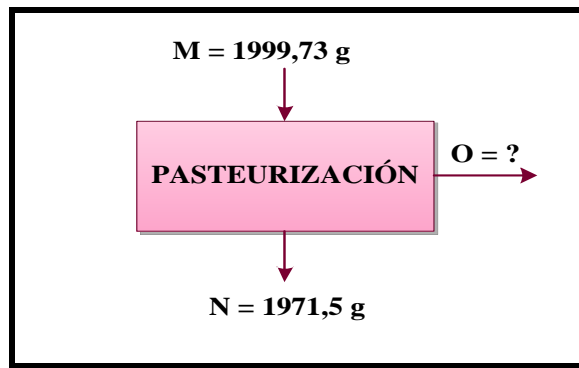 M = 1999,73 g
PASTEURIZACIÓN
O = ?
N = 1971,5 g